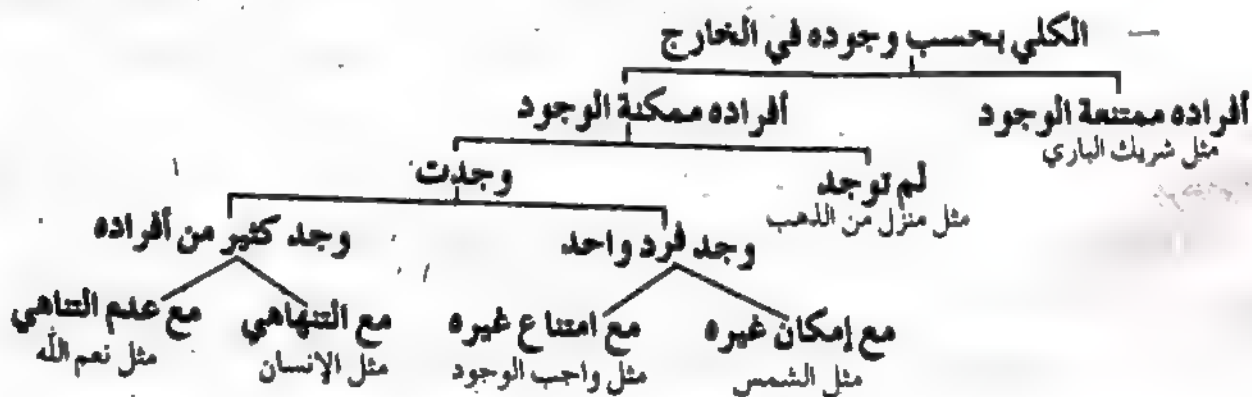 — الكلي بحسب وجوده في الخارج
أفراده ممتنعة الوجود
مثل شريك الباري
أفراده ممكنة الوجود
لم توجد
مثل منزل من الذهب
وجدت
وجد فرد واحد
وجد كثير من أفراده
مع إمكان غيره
مثل الشمس
مع امتناع غيره
مثل واجب الوجود
مع التنهاهي
مثل الإنسان
مع عدم التناهي
مثل نعم الله